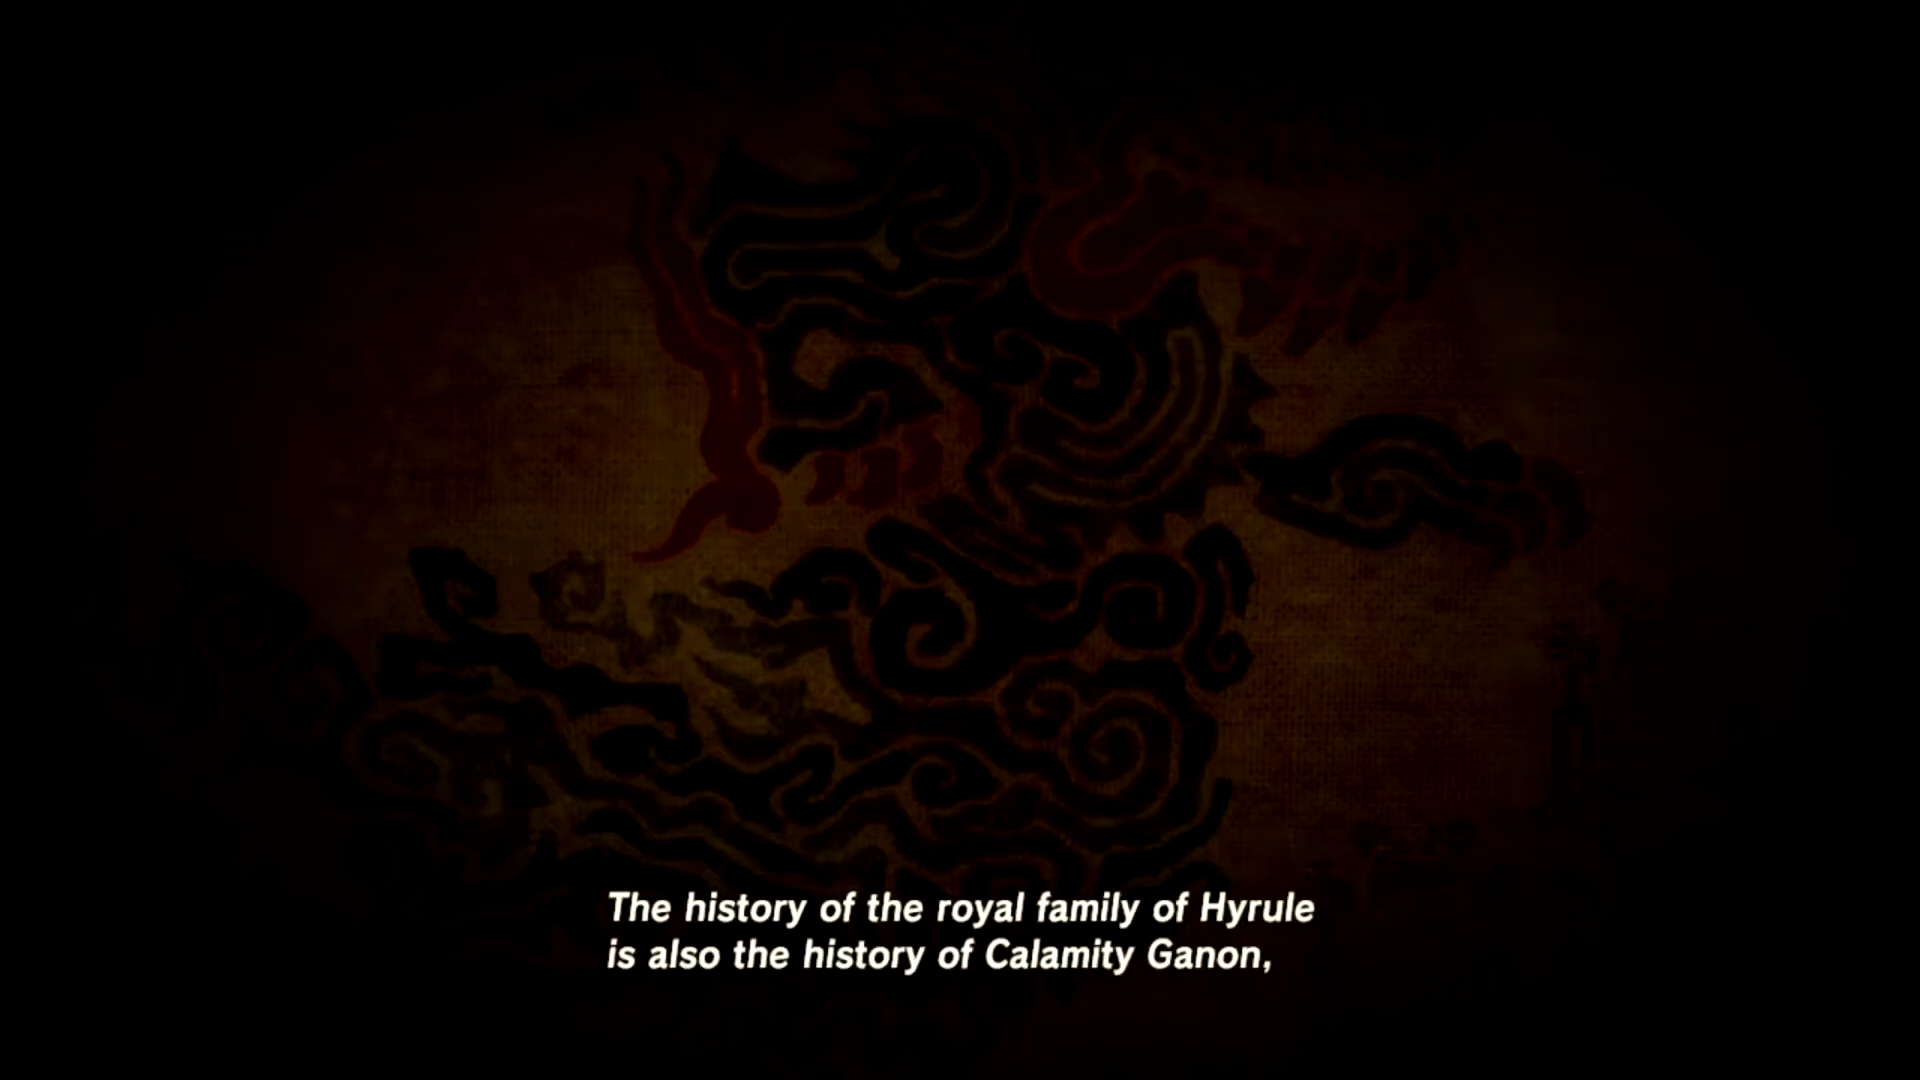 The history of the royal family of Hyrule
is also the history of Calamity Ganon,